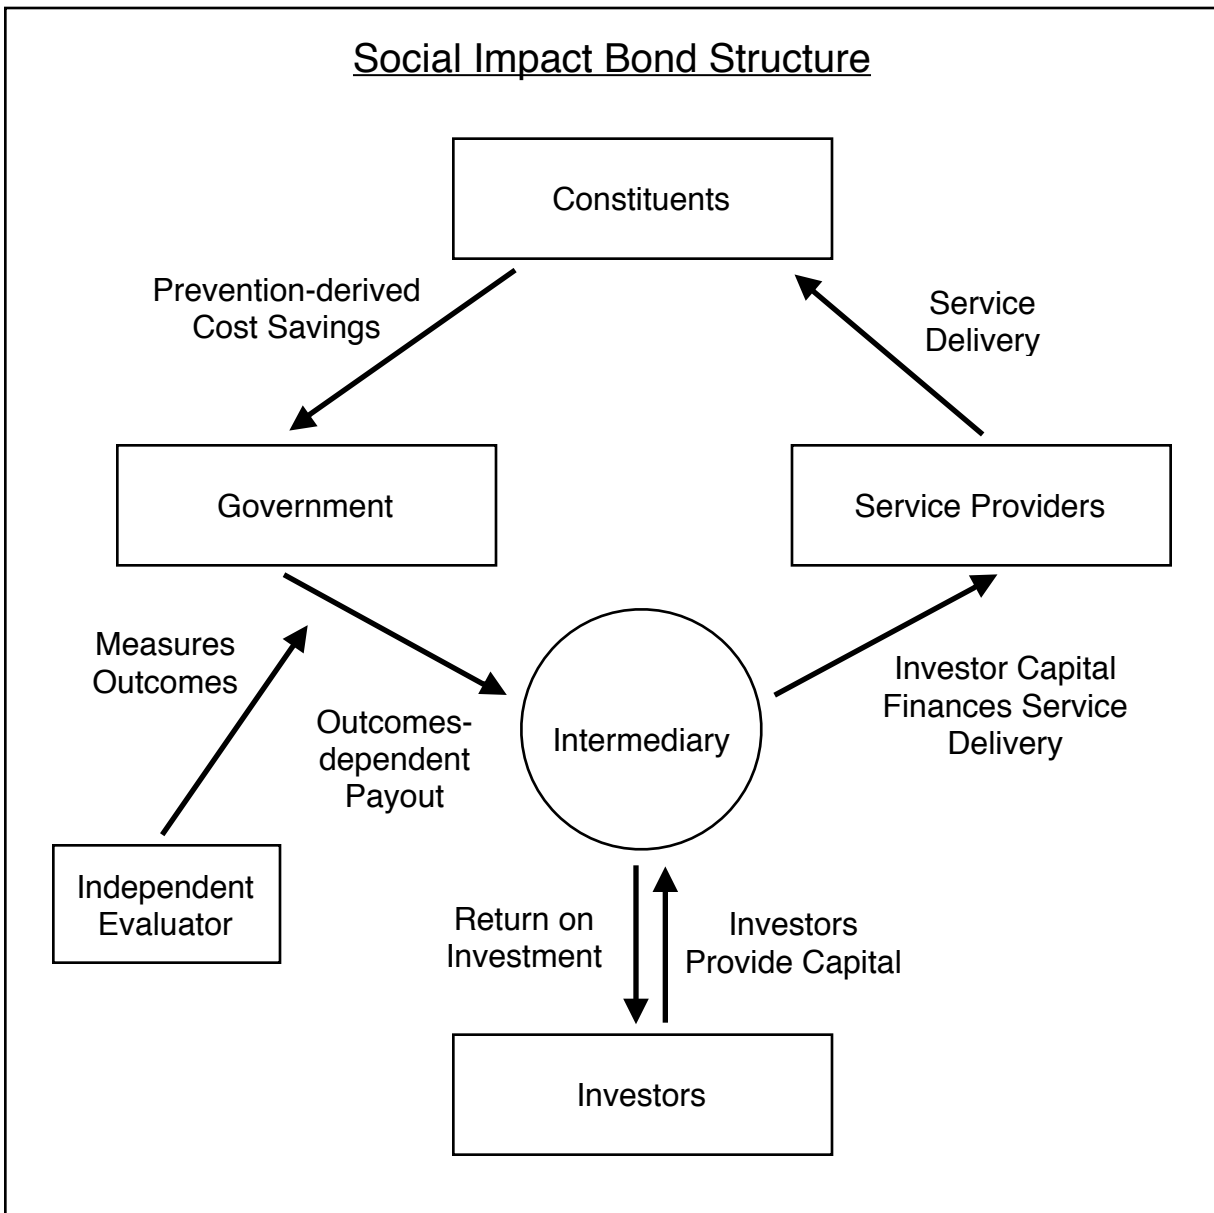 Social Impact Bond Structure
Constituents
Prevention-derived
Cost Savings
Service
Delivery
Government
Service Providers
Measures
Outcomes
Outcomes-
dependent
Payout
Intermediary
Investor Capital
Finances Service
Delivery
Independent
Evaluator
Return on
Investment
Investors
Provide Capital
Investors